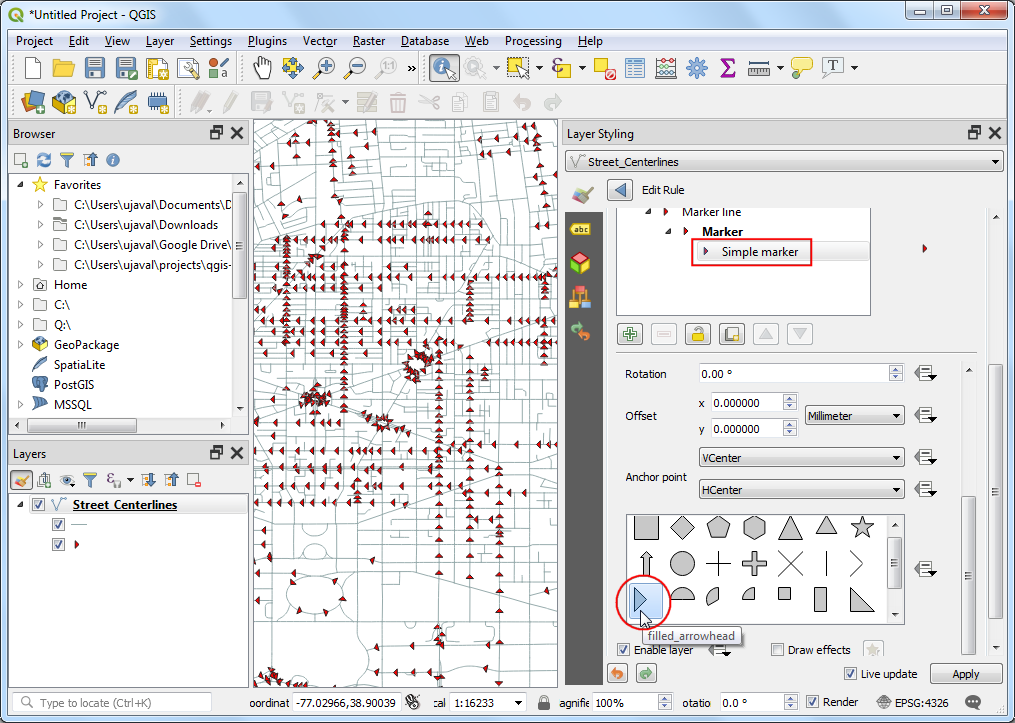 *Untitled Project - QGIS
Project Edit View Layer Settings Plugins Vector Raster Database Web Processing Help
Browser
Favorites
C:\Users\ujaval\Documents\D
C:\Users\ujaval\Downloads
C:\Users\ujaval\Google Drive\
C:\Users\ujaval\projects\qgis-
Home
C:\
Q:\
GeoPackage
SpatiaLite
PostGIS
MSSQL
Layers
Street_Centerlines
Layer Styling
Street_Centerlines
abc
Edit Rule
Marker line
Marker
Simple marker
Rotation 0.00 °
Offset x 0.000000
y 0.000000
Millimeter
Anchor point
VCenter
HCenter
filled_arrowhead
Enable layer
Draw effects
Live update
Apply
Type to locate (Ctrl+K)
oordinat -77.02966,38.90039 cal 1:16233 agnifie 100% otatio 0.0 ° Render EPSG:4326